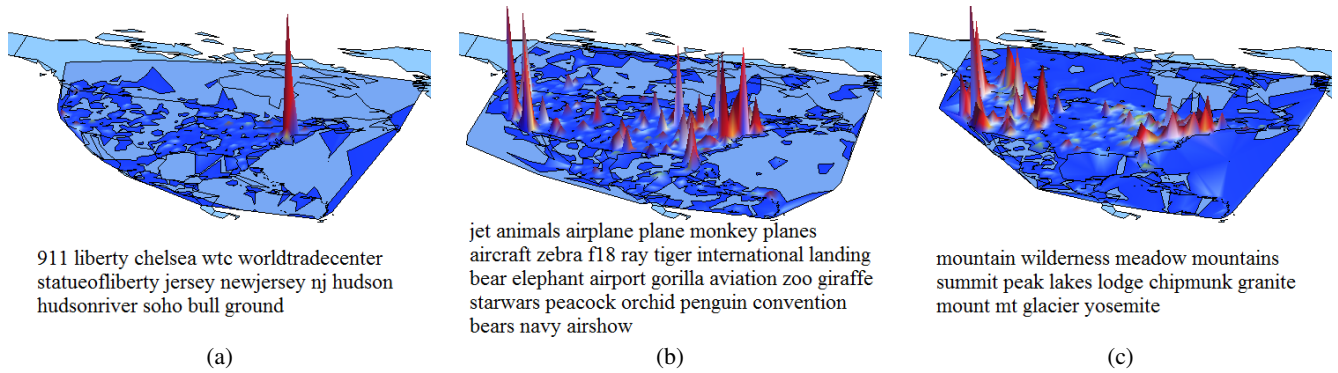 911 liberty chelsea wtc worldtradecenter
statueofliberty jersey newjersey nj hudson
hudsonriver soho bull ground
(a)
jet animals airplane plane monkey planes
aircraft zebra f18 ray tiger international landing
bear elephant airport gorilla aviation zoo giraffe
starwars peacock orchid penguin convention
bears navy airshow
(b)
mountain wilderness meadow mountains
summit peak lakes lodge chipmunk granite
mount mt glacier yosemite
(c)